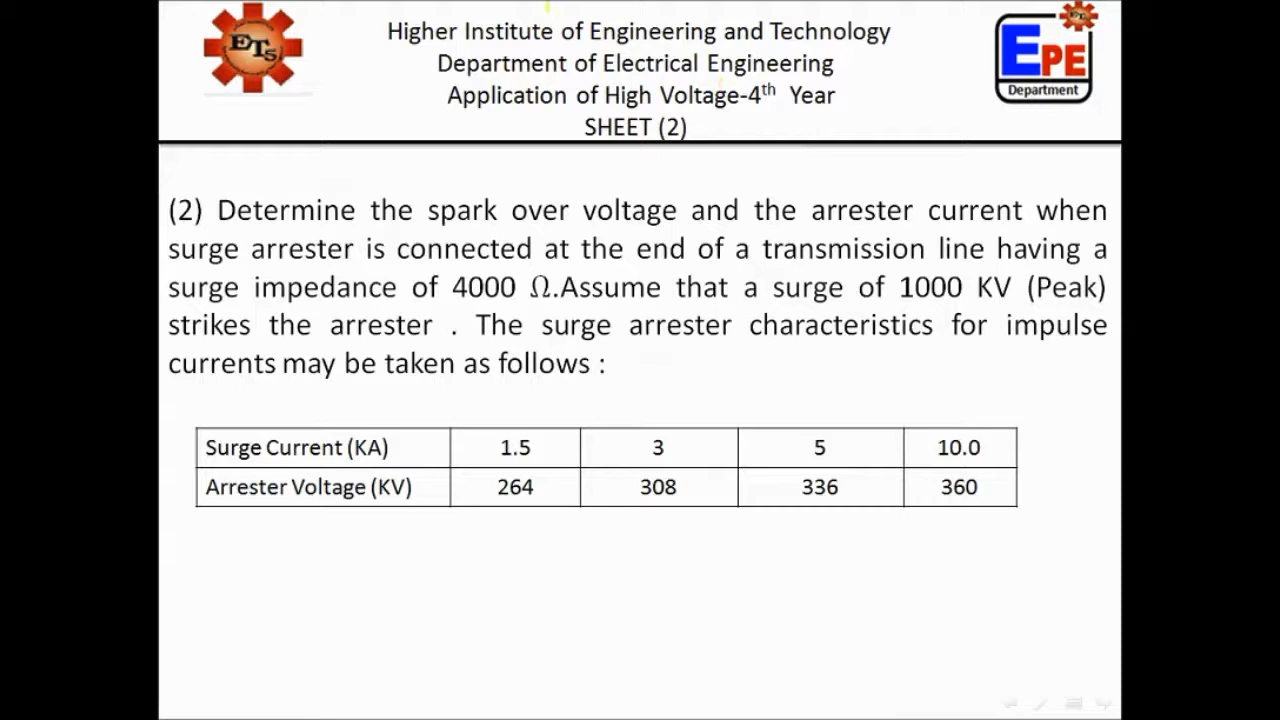 ETS
Higher Institute of Engineering and Technology
Department of Electrical Engineering
Application of High Voltage-4th Year
SHEET (2)
ETS
EPE
Department
(2) Determine the spark over voltage and the arrester current when
surge arrester is connected at the end of a transmission line having a
surge impedance of 4000 Ω.Assume that a surge of 1000 KV (Peak)
strikes the arrester . The surge arrester characteristics for impulse
currents may be taken as follows :
Surge Current (KA) 1.5 3 5 10.0
Arrester Voltage (KV) 264 308 336 360